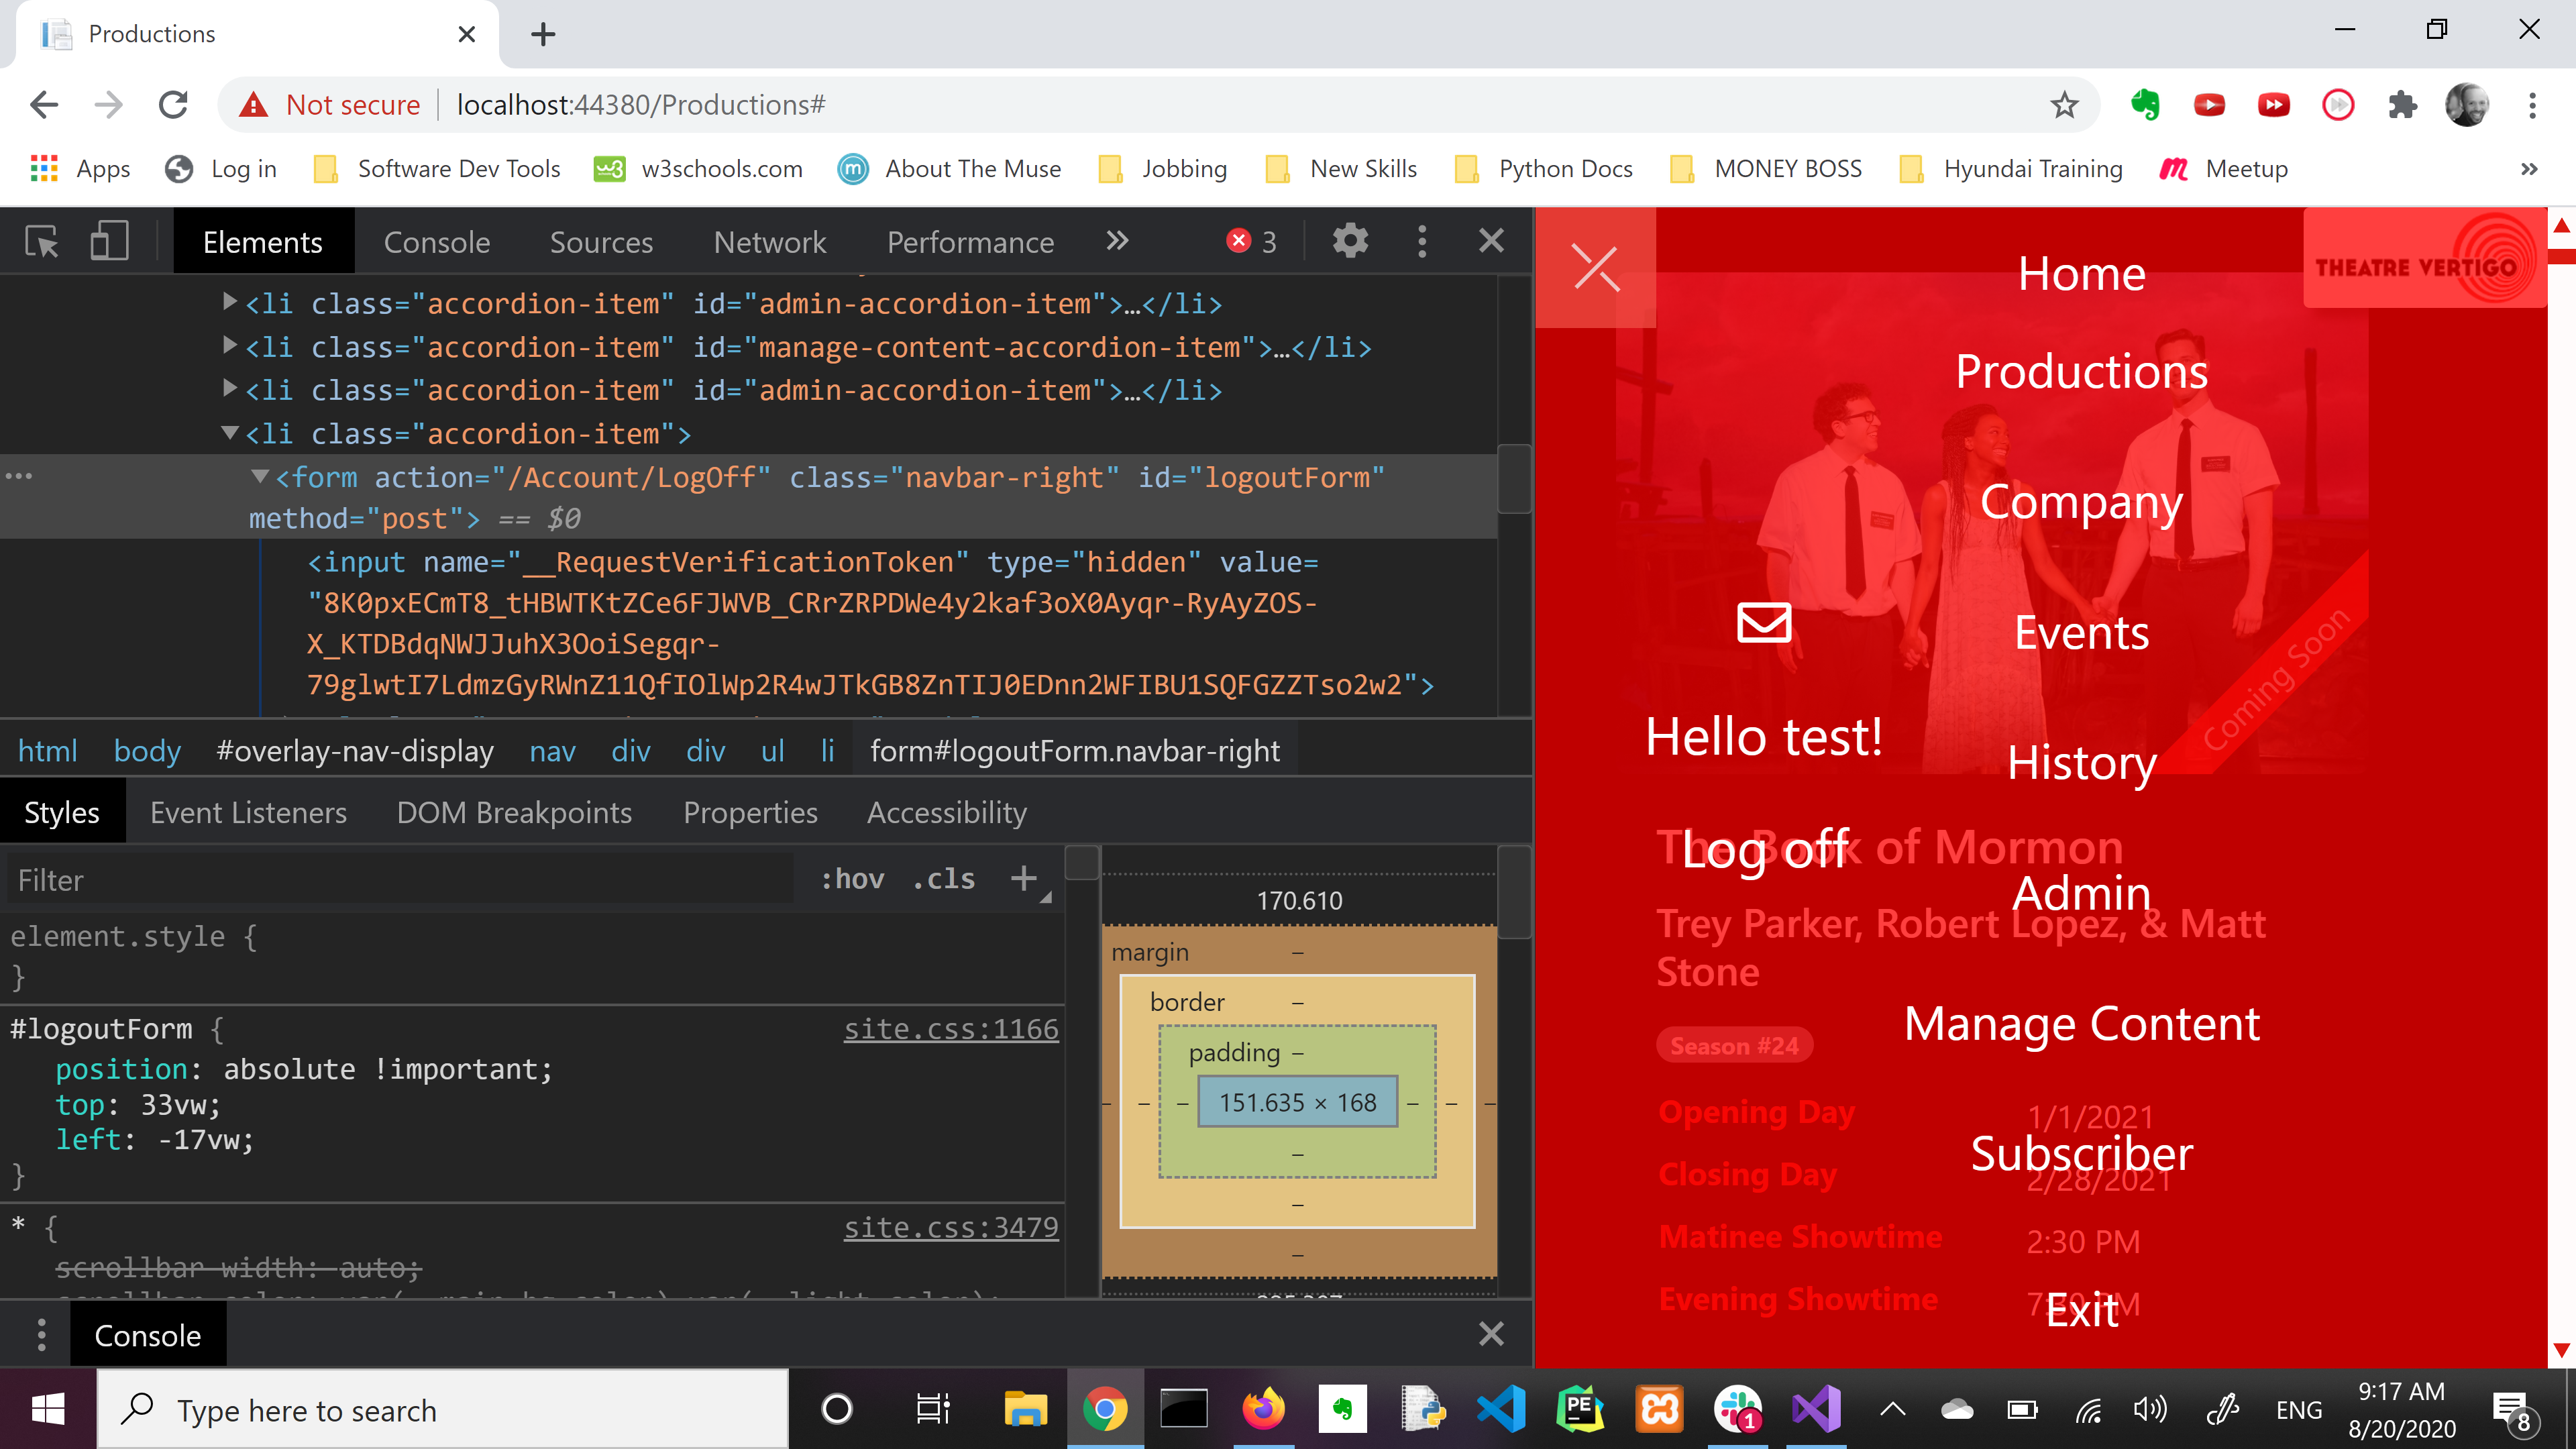 Productions
Not secure localhost:44380/Productions#
Apps Log in Software Dev Tools w3schools.com About The Muse Jobbing New Skills Python Docs MONEY BOSS Hyundai Training Meetup »
Elements Console Sources Network Performance » 3
<li class="accordion-item" id="admin-accordion-item">…</li>
<li class="accordion-item" id="manage-content-accordion-item">…</li>
<li class="accordion-item" id="admin-accordion-item">…</li>
<li class="accordion-item">
<form action="/Account/LogOff" class="navbar-right" id="logoutForm"
method="post"> == $0
<input name="__RequestVerificationToken" type="hidden" value=
"8K0pxECmT8_tHBWTKtZCe6FJWVB_CRrZRPDWe4y2kaf3oX0Ayqr-RyAyZOS-
X_KTDBdqNWJJuhX3OoiSegqr-
79glwtI7LdmzGyRWnZ11QfIOlWp2R4wJTkGB8ZnTIJ0EDnn2WFIBU1SQFGZZTso2w2">
html body #overlay-nav-display nav div div ul li form#logoutForm.navbar-right
Styles Event Listeners DOM Breakpoints Properties Accessibility
Filter :hov .cls +
element.style {
}
#logoutForm { site.css:1166
position: absolute !important;
top: 33vw;
left: -17vw;
}
* { site.css:3479
scrollbar-width: auto;
170.610
margin –
border –
padding –
– – – 151.635 × 168 – – –
–
–
–
Console
THEATRE VERTIGO
Home
Productions
Company
Events
History
Admin
Manage Content
Subscriber
Exit
Hello test!
Log off
Coming Soon
The Book of Mormon
Trey Parker, Robert Lopez, & Matt
Stone
Season #24
Opening Day 1/1/2021
Closing Day 2/28/2021
Matinee Showtime 2:30 PM
Evening Showtime 7:30 PM
Type here to search
PE
1
ENG
9:17 AM
8/20/2020
8